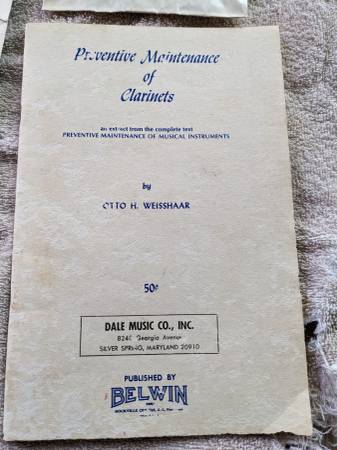 Preventive Maintenance
of
Clarinets
an extract from the complete text
PREVENTIVE MAINTENANCE OF MUSICAL INSTRUMENTS
by
OTTO H. WEISSHAAR
50¢
DALE MUSIC CO., INC.
Georgia Avenue
SILVER SPRING, MARYLAND 20910
PUBLISHED BY
BELWIN
ROCKVILLE